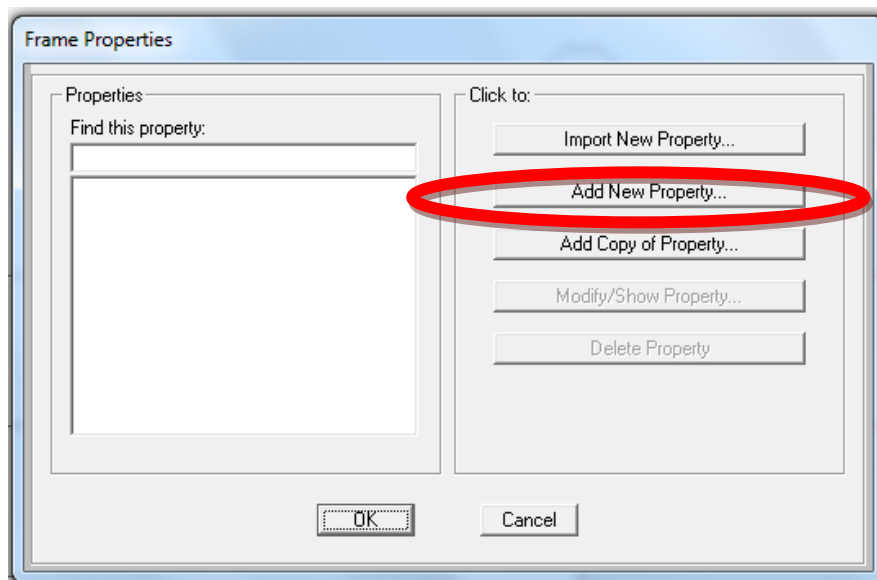 Frame Properties
Properties
Find this property:
Click to:
Import New Property...
Add New Property...
Add Copy of Property...
Modify/Show Property...
Delete Property
OK
Cancel